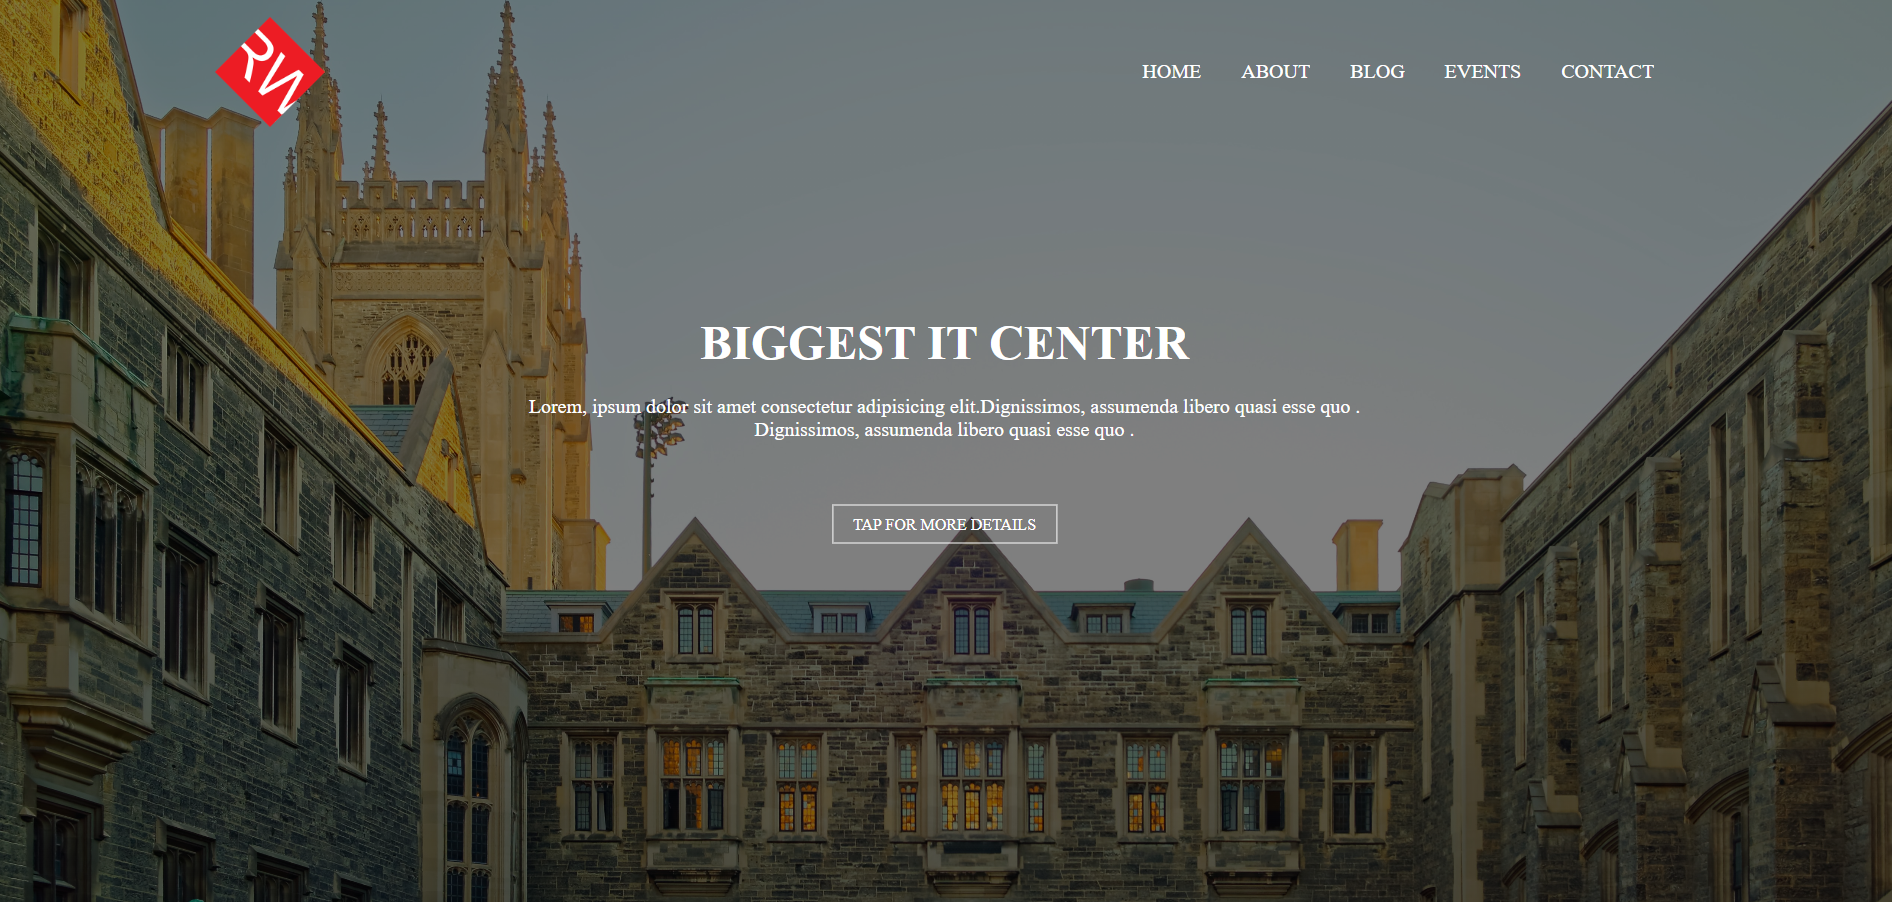 RW
HOME ABOUT BLOG EVENTS CONTACT
BIGGEST IT CENTER
Lorem, ipsum dolor sit amet consectetur adipisicing elit.Dignissimos, assumenda libero quasi esse quo .
Dignissimos, assumenda libero quasi esse quo .
TAP FOR MORE DETAILS